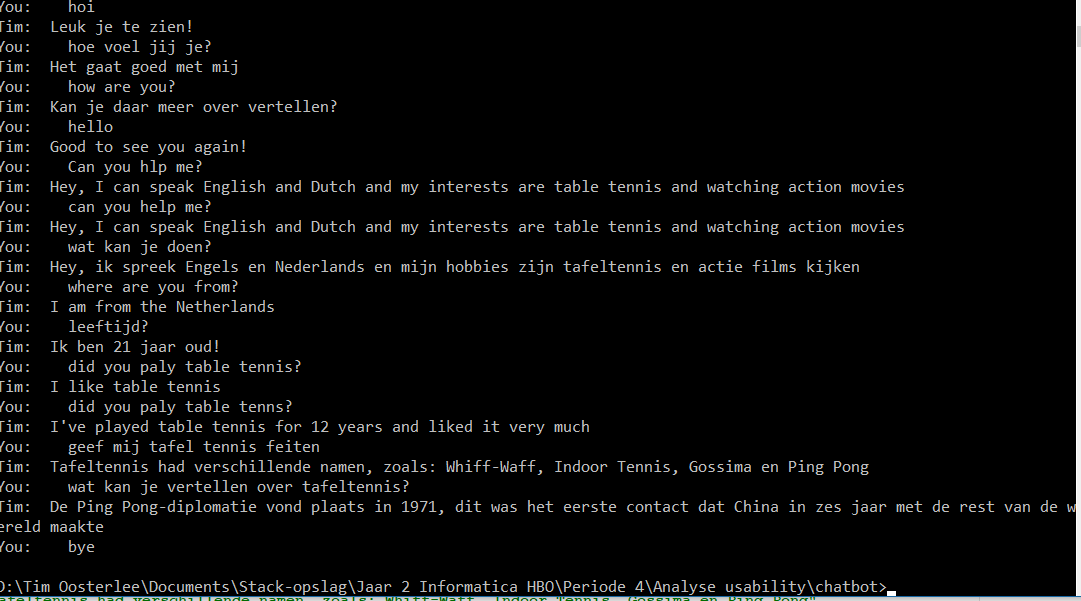 You: hoi
Tim: Leuk je te zien!
You: hoe voel jij je?
Tim: Het gaat goed met mij
You: how are you?
Tim: Kan je daar meer over vertellen?
You: hello
Tim: Good to see you again!
You: Can you hlp me?
Tim: Hey, I can speak English and Dutch and my interests are table tennis and watching action movies
You: can you help me?
Tim: Hey, I can speak English and Dutch and my interests are table tennis and watching action movies
You: wat kan je doen?
Tim: Hey, ik spreek Engels en Nederlands en mijn hobbies zijn tafeltennis en actie films kijken
You: where are you from?
Tim: I am from the Netherlands
You: leeftijd?
Tim: Ik ben 21 jaar oud!
You: did you paly table tennis?
Tim: I like table tennis
You: did you paly table tenns?
Tim: I've played table tennis for 12 years and liked it very much
You: geef mij tafel tennis feiten
Tim: Tafeltennis had verschillende namen, zoals: Whiff-Waff, Indoor Tennis, Gossima en Ping Pong
You: wat kan je vertellen over tafeltennis?
Tim: De Ping Pong-diplomatie vond plaats in 1971, dit was het eerste contact dat China in zes jaar met de rest van de w
ereld maakte
You: bye
D:\Tim Oosterlee\Documents\Stack-opslag\Jaar 2 Informatica HBO\Periode 4\Analyse usability\chatbot>